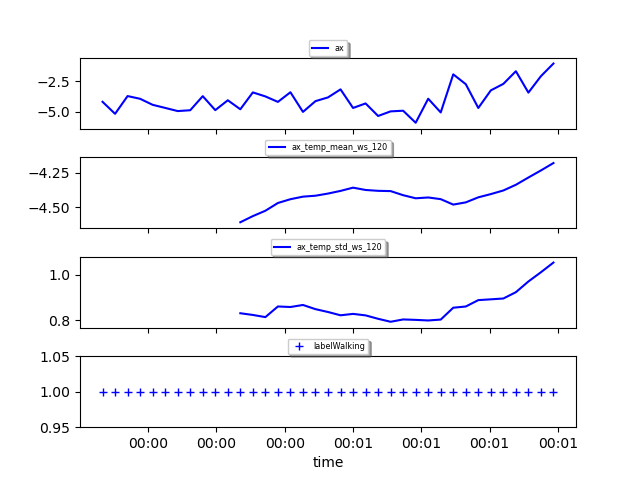 ax
−2.5
−5.0
ax_temp_mean_ws_120
−4.25
−4.50
ax_temp_std_ws_120
1.0
0.8
labelWalking
1.05
1.00
0.95
00:00 00:00 00:00 00:01 00:01 00:01 00:01
time